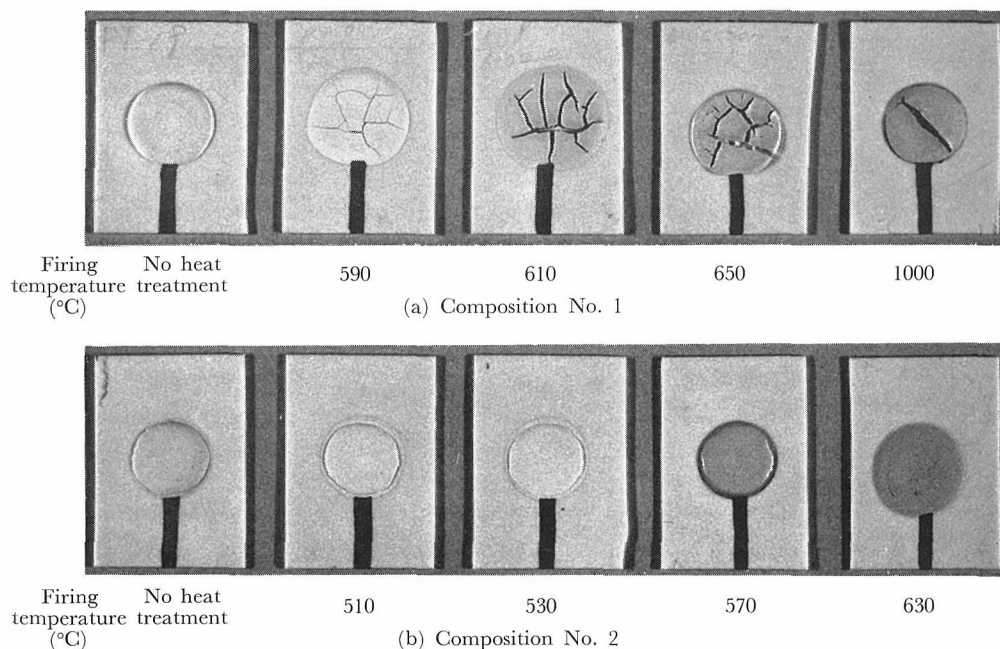 Firing No heat
temperature treatment 590 610 650 1000
(°C) (a) Composition No. 1
Firing No heat
temperature treatment 510 530 570 630
(°C) (b) Composition No. 2